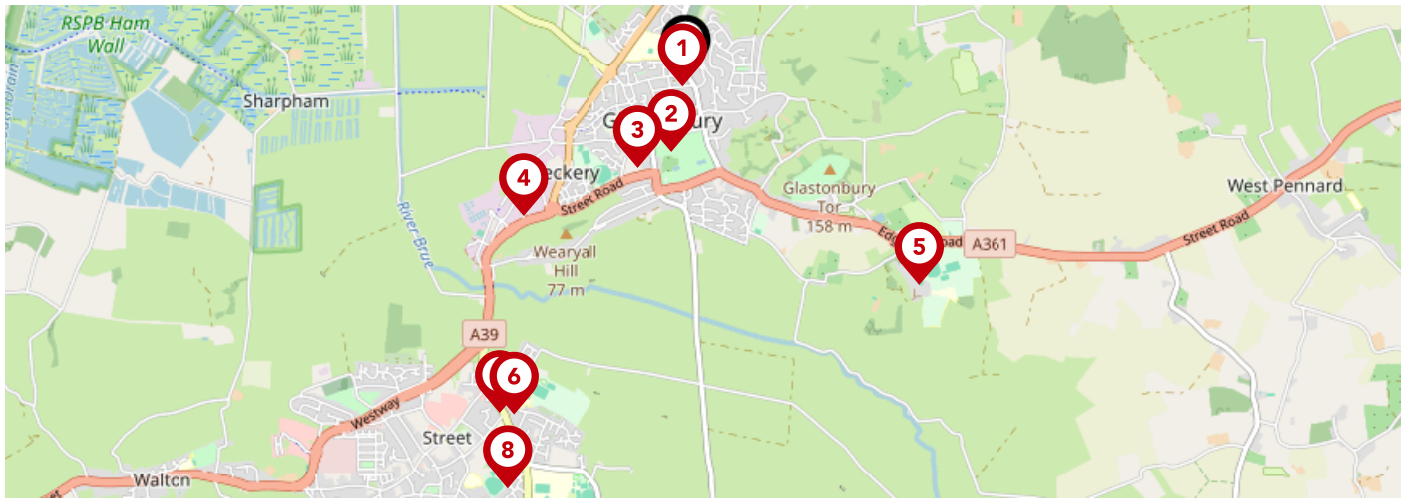 RSPB Ham
Wall
Sharpham
River Brue
1
2
3
4
eckery
Street Road
Wearyall
Hill
77 m
Glastonbury
Tor
158 m
5
A361
West Pennard
Street Road
A39
6
Westway
Street
8
Walton